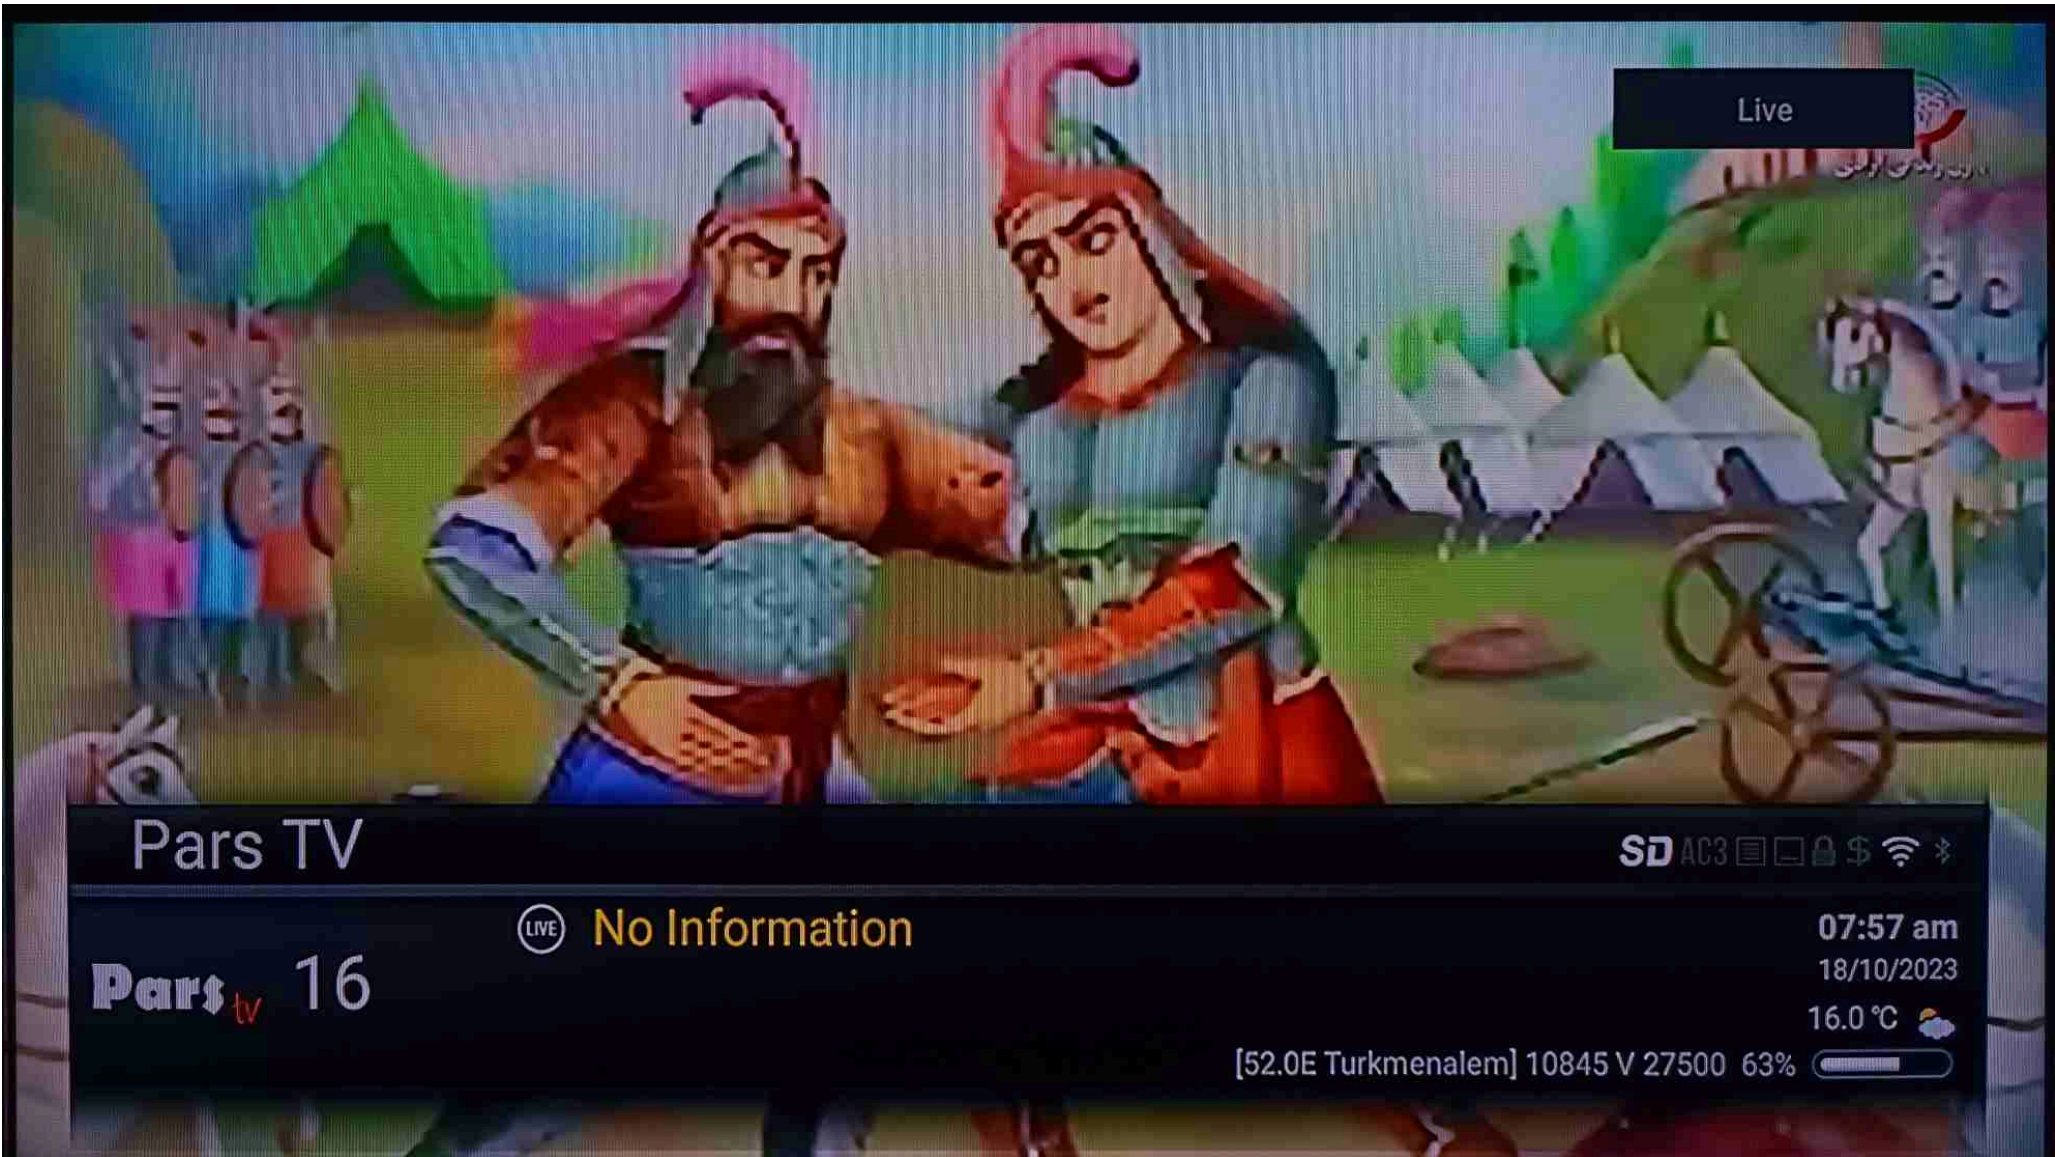 Live
Pars TV
SD AC3 $
LIVE No Information
07:57 am
Pars tv 16
18/10/2023
16.0 °C
[52.0E Turkmenalem] 10845 V 27500 63%